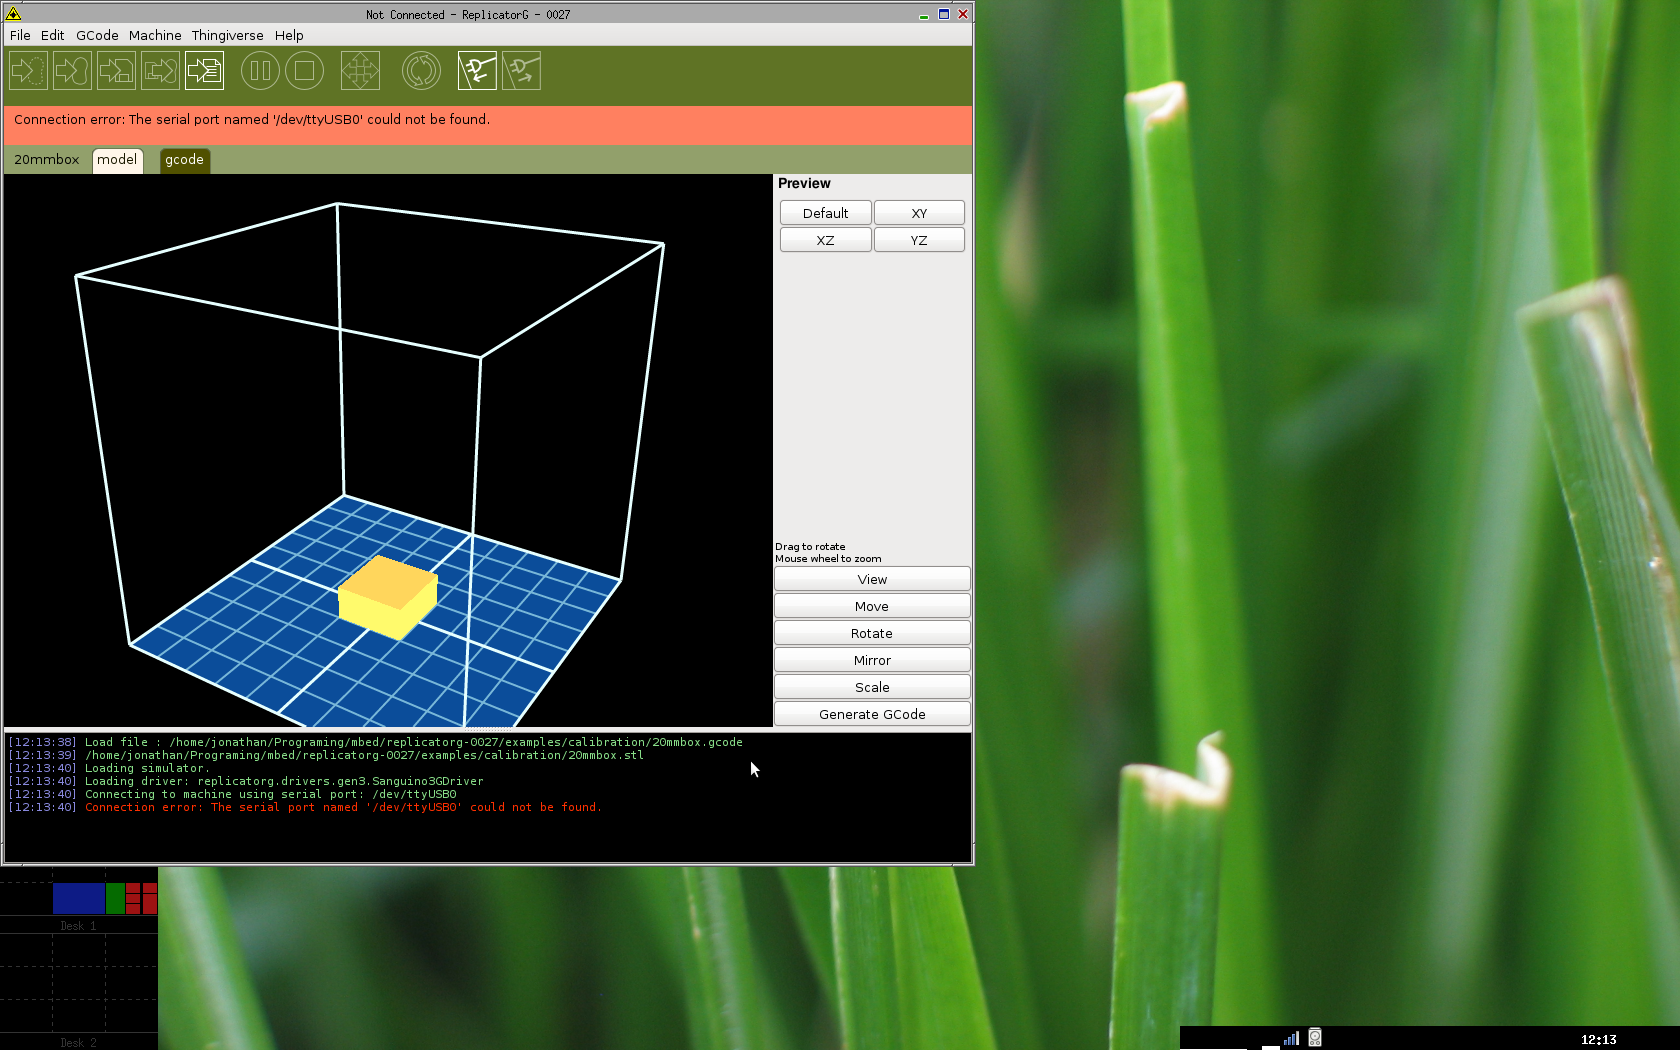 Not Connected - ReplicatorG - 0027
File Edit GCode Machine Thingiverse Help
Connection error: The serial port named '/dev/ttyUSB0' could not be found.
20mmbox model gcode
Preview
Default XY
XZ YZ
Drag to rotate
Mouse wheel to zoom
View
Move
Rotate
Mirror
Scale
Generate GCode
[12:13:38] Load file : /home/jonathan/Programing/mbed/replicatorg-0027/examples/calibration/20mmbox.gcode
[12:13:39] /home/jonathan/Programing/mbed/replicatorg-0027/examples/calibration/20mmbox.stl
[12:13:40] Loading simulator.
[12:13:40] Loading driver: replicatorg.drivers.gen3.Sanguino3GDriver
[12:13:40] Connecting to machine using serial port: /dev/ttyUSB0
[12:13:40] Connection error: The serial port named '/dev/ttyUSB0' could not be found.
Desk 1
Desk 2
12:13